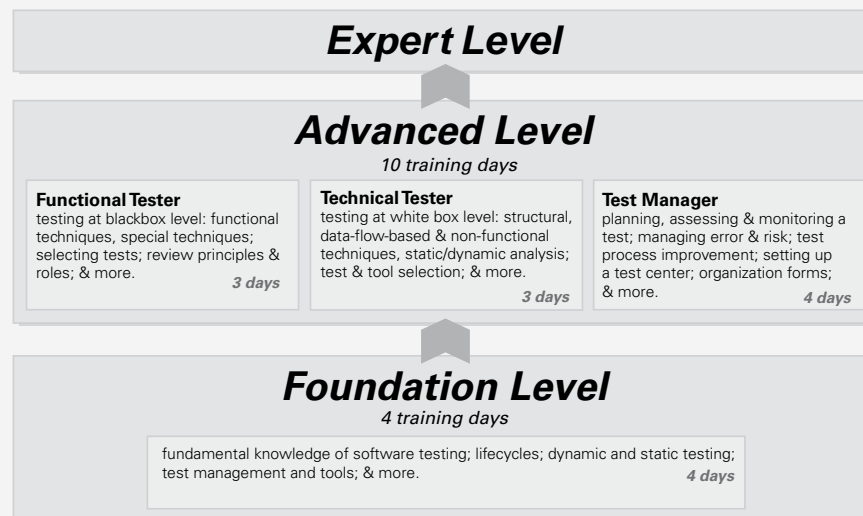 Expert Level
Advanced Level
10 training days
Functional Tester
testing at blackbox level: functional
techniques, special techniques;
selecting tests; review principles &
roles; & more.
3 days
Technical Tester
testing at white box level: structural,
data-flow-based & non-functional
techniques, static/dynamic analysis;
test & tool selection; & more.
3 days
Test Manager
planning, assessing & monitoring a
test; managing error & risk; test
process improvement; setting up
a test center; organization forms;
& more.
4 days
Foundation Level
4 training days
fundamental knowledge of software testing; lifecycles; dynamic and static testing;
test management and tools; & more.
4 days